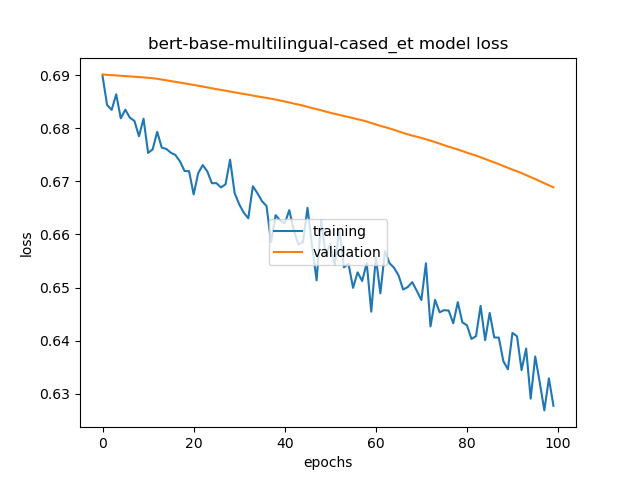 bert-base-multilingual-cased_et model loss
0.69
0.68
0.67
0.66
0.65
0.64
0.63
loss
training
validation
0 20 40 60 80 100
epochs